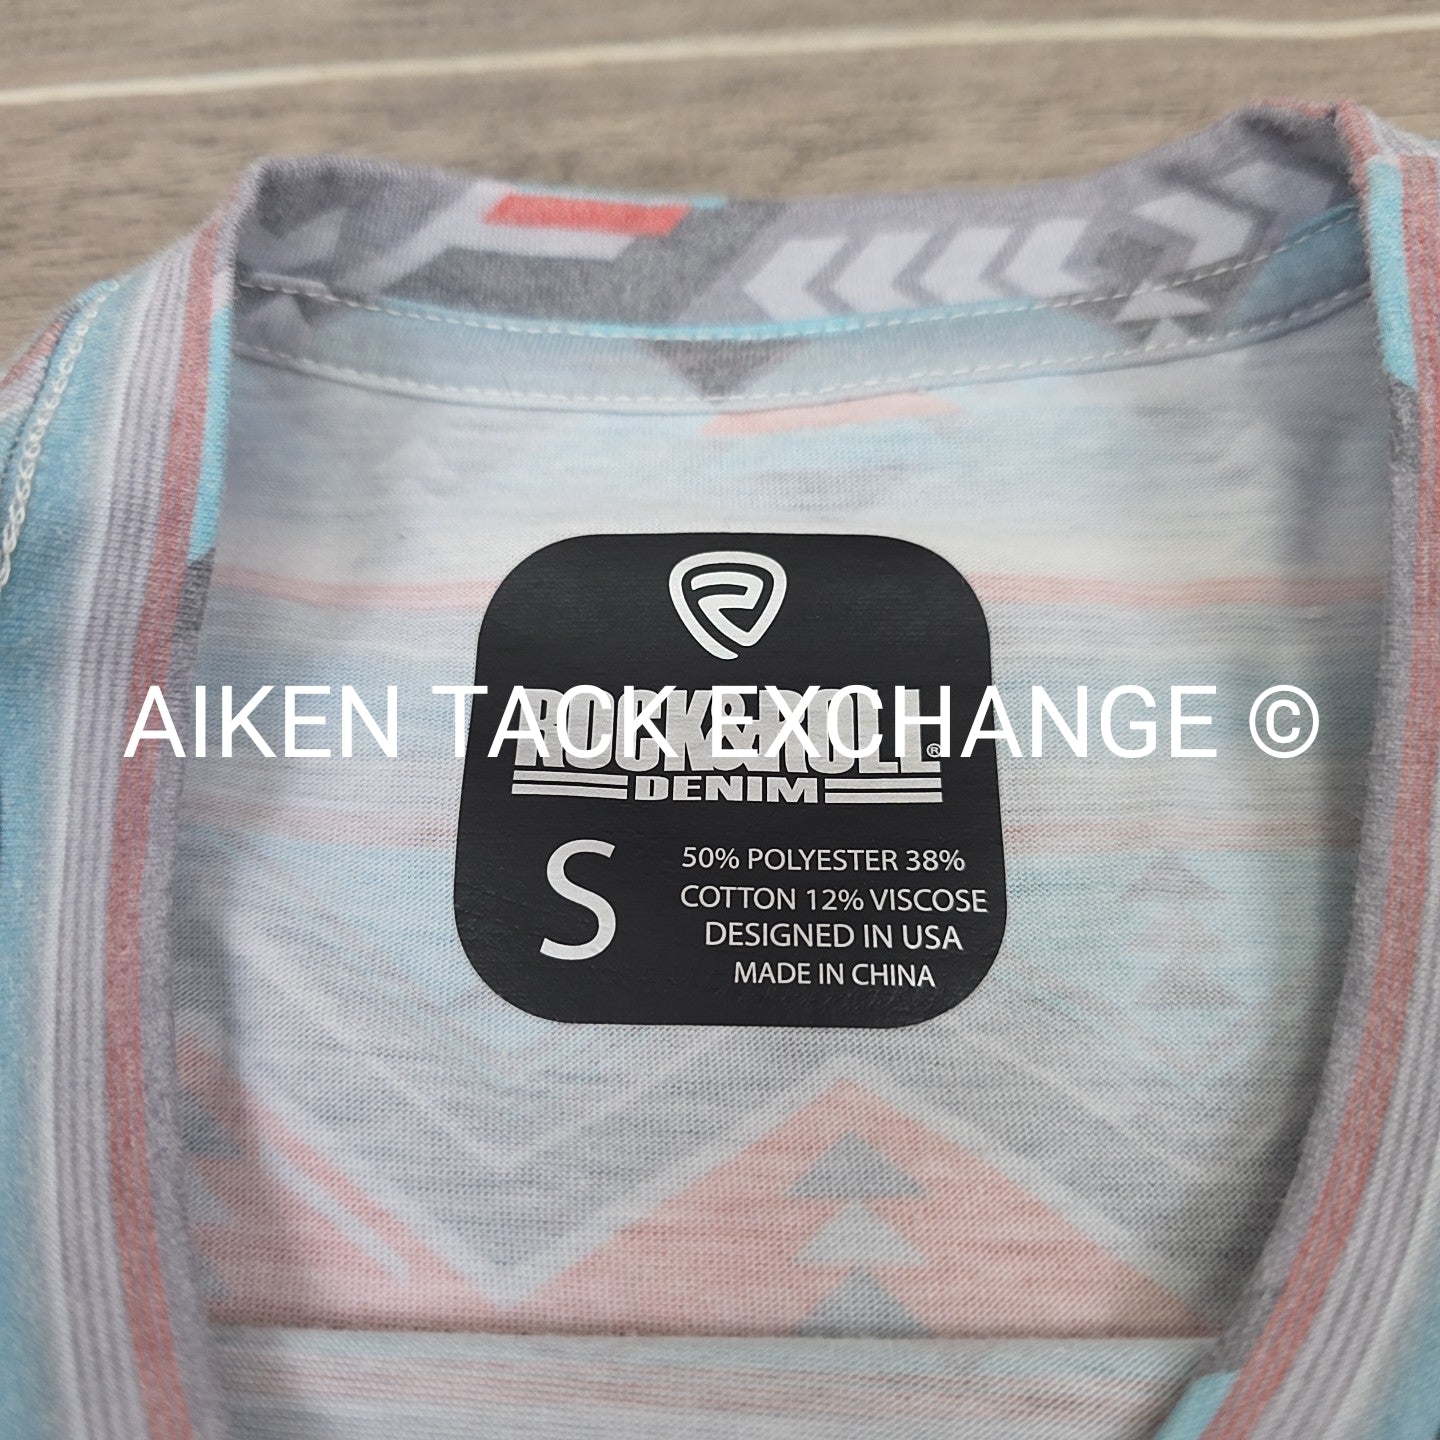 AIKEN TACK EXCHANGE ©
ROCK&ROLL®
DENIM
S
50% POLYESTER 38%
COTTON 12% VISCOSE
DESIGNED IN USA
MADE IN CHINA